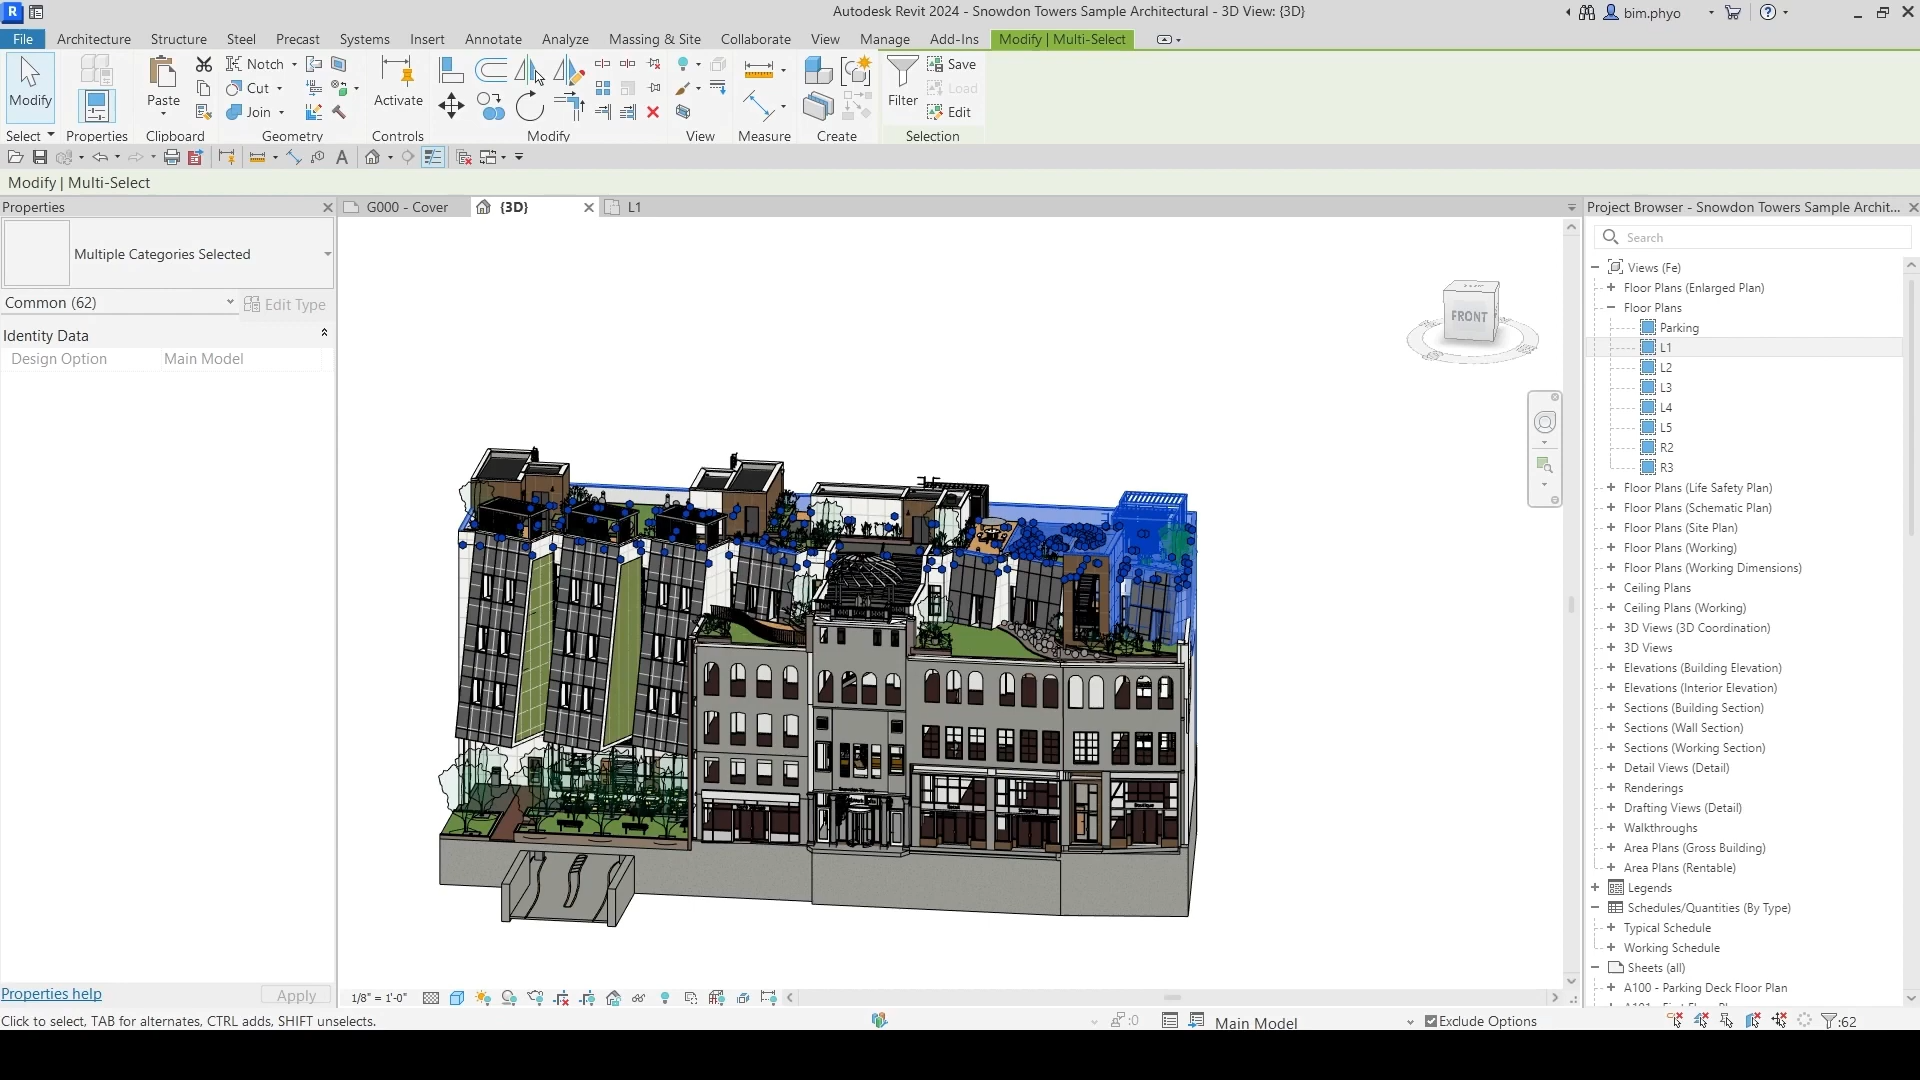 Autodesk Revit 2024 - Snowdon Towers Sample Architectural - 3D View: {3D}
bim.phyo
File Architecture Structure Steel Precast Systems Insert Annotate Analyze Massing & Site Collaborate View Manage Add-Ins Modify | Multi-Select
Modify
Paste
Notch
Cut
Join
Activate
Filter
Save
Load
Edit
Select Properties Clipboard Geometry Controls Modify View Measure Create Selection
Modify | Multi-Select
Properties
G000 - Cover
{3D}
L1
Project Browser - Snowdon Towers Sample Archit...
Multiple Categories Selected
Common (62)
Edit Type
Identity Data
Design Option Main Model
FRONT
Search
Views (Fe)
Floor Plans (Enlarged Plan)
Floor Plans
Parking
L1
L2
L3
L4
L5
R2
R3
Floor Plans (Life Safety Plan)
Floor Plans (Schematic Plan)
Floor Plans (Site Plan)
Floor Plans (Working)
Floor Plans (Working Dimensions)
Ceiling Plans
Ceiling Plans (Working)
3D Views (3D Coordination)
3D Views
Elevations (Building Elevation)
Elevations (Interior Elevation)
Sections (Building Section)
Sections (Wall Section)
Sections (Working Section)
Detail Views (Detail)
Renderings
Drafting Views (Detail)
Walkthroughs
Area Plans (Gross Building)
Area Plans (Rentable)
Legends
Schedules/Quantities (By Type)
Typical Schedule
Working Schedule
Sheets (all)
A100 - Parking Deck Floor Plan
Properties help
Apply
1/8" = 1'-0"
Click to select, TAB for alternates, CTRL adds, SHIFT unselects.
:0
Main Model
Exclude Options
:62